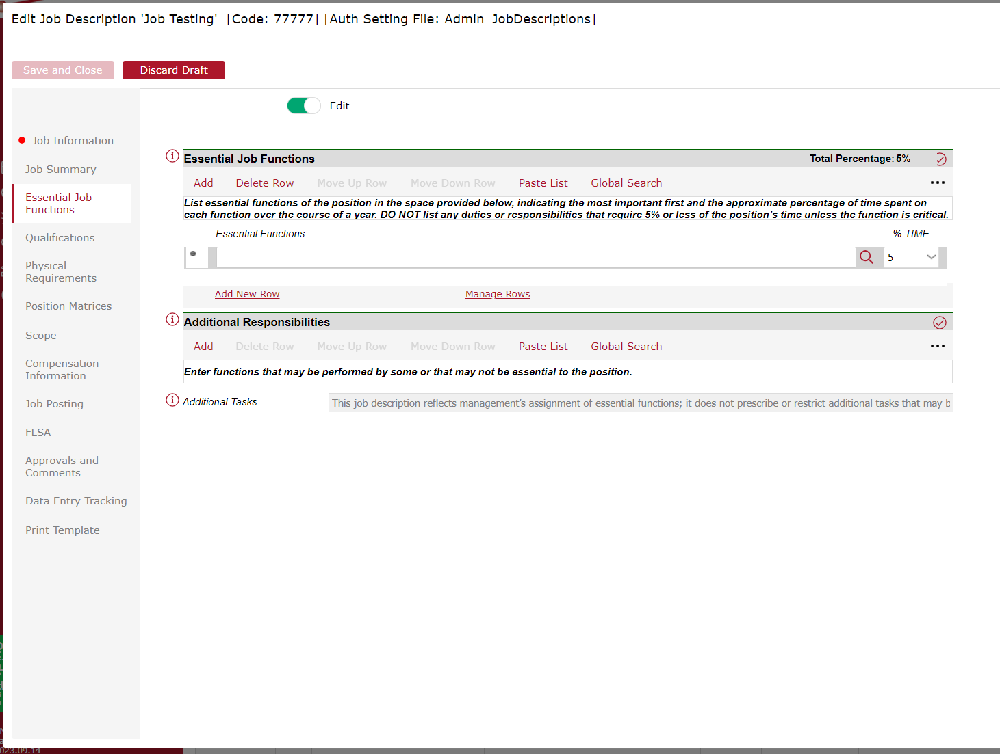 Edit Job Description 'Job Testing' [Code: 77777] [Auth Setting File: Admin_JobDescriptions]
Save and Close
Discard Draft
Edit
Job Information
Job Summary
Essential Job
Functions
Qualifications
Physical
Requirements
Position Matrices
Scope
Compensation
Information
Job Posting
FLSA
Approvals and
Comments
Data Entry Tracking
Print Template
Essential Job Functions
Total Percentage: 5%
Add
Delete Row
Move Up Row
Move Down Row
Paste List
Global Search
List essential functions of the position in the space provided below, indicating the most important first and the approximate percentage of time spent on
each function over the course of a year. DO NOT list any duties or responsibilities that require 5% or less of the position's time unless the function is critical.
Essential Functions
% TIME
5
Add New Row
Manage Rows
Additional Responsibilities
Add
Delete Row
Move Up Row
Move Down Row
Paste List
Global Search
Enter functions that may be performed by some or that may not be essential to the position.
Additional Tasks
This job description reflects management's assignment of essential functions; it does not prescribe or restrict additional tasks that may b
023.09.14